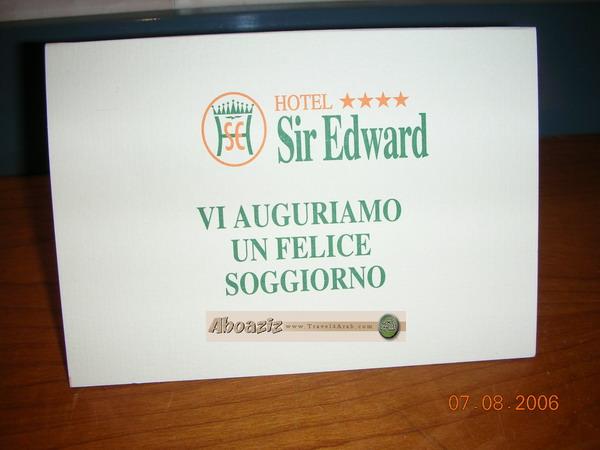 HOTEL ★★★★
Sir Edward
VI AUGURIAMO
UN FELICE
SOGGIORNO
Aboaziz www.Travel4Arab.com
07.08.2006